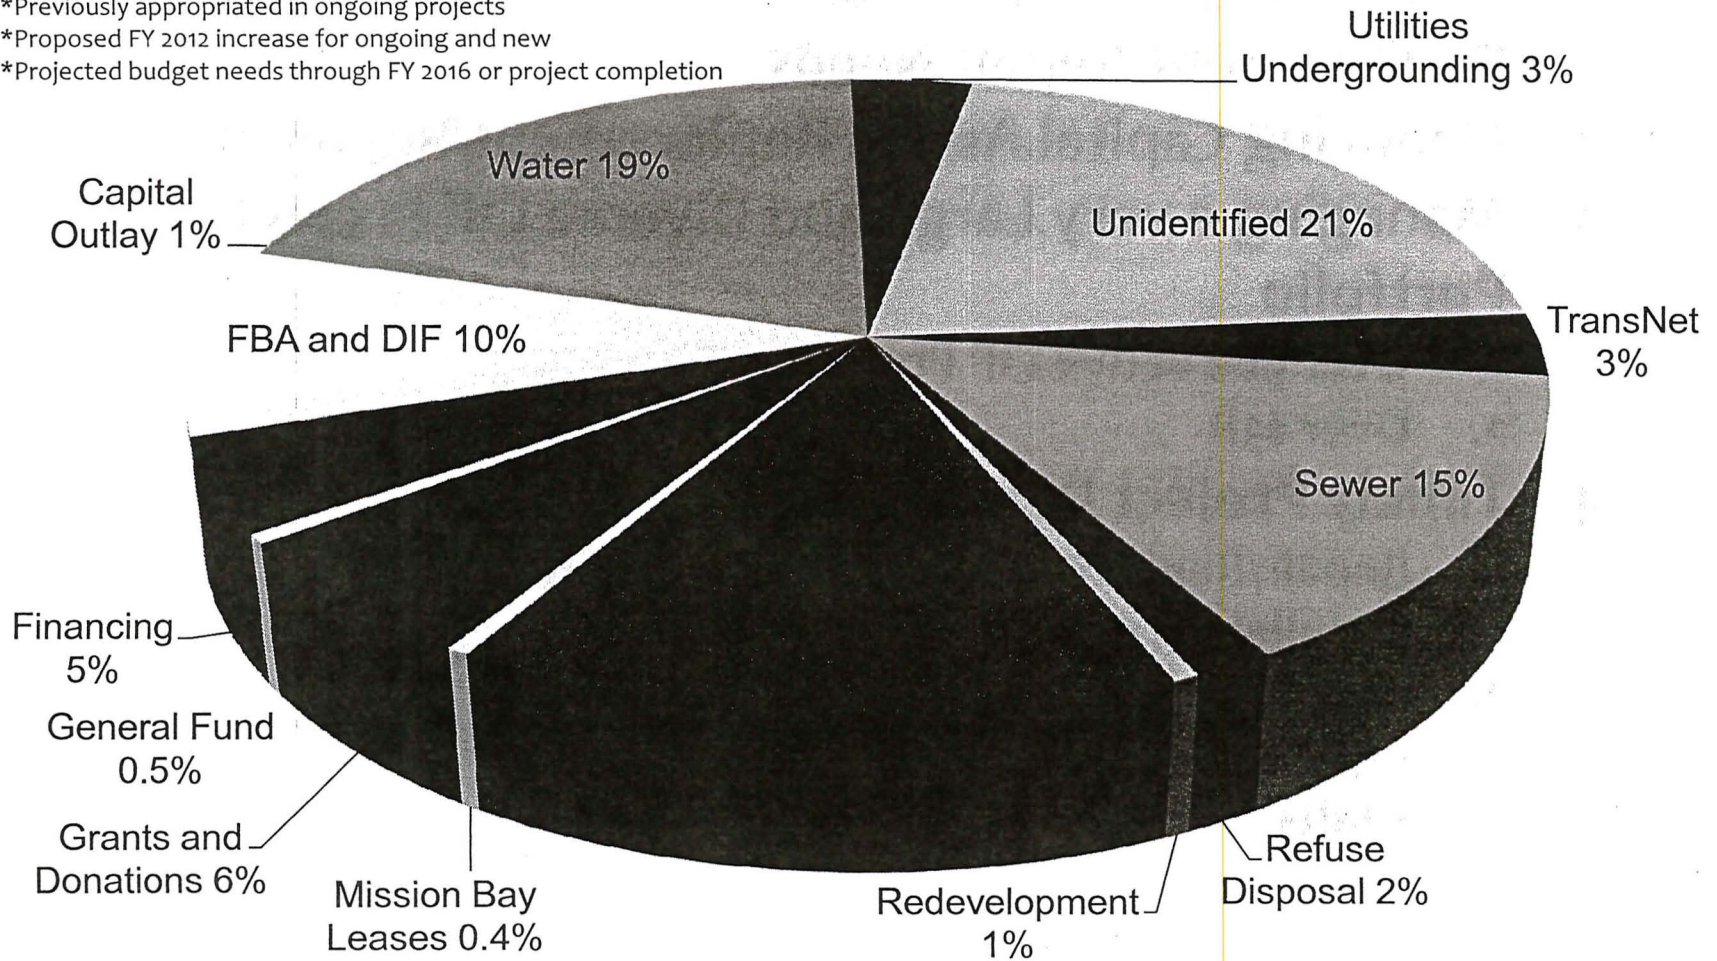 *Previously appropriated in ongoing projects
*Proposed FY 2012 increase for ongoing and new
*Projected budget needs through FY 2016 or project completion
Utilities
Undergrounding 3%
Water 19%
Capital
Outlay 1%
Unidentified 21%
FBA and DIF 10%
TransNet
3%
Sewer 15%
Financing
5%
General Fund
0.5%
Grants and
Donations 6%
Mission Bay
Leases 0.4%
Redevelopment
1%
Refuse
Disposal 2%